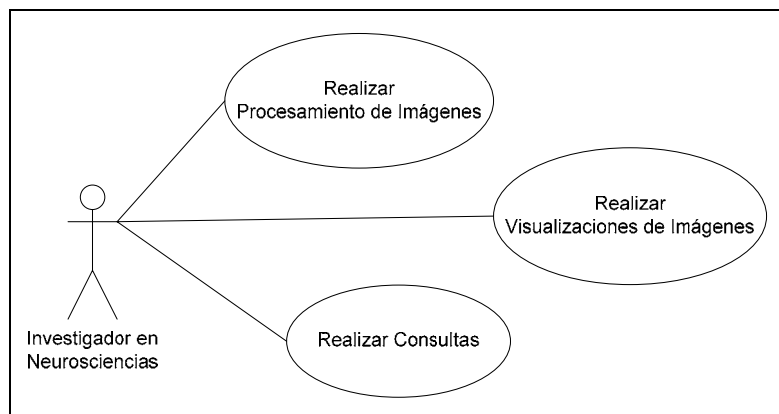 Realizar
Procesamiento de Imágenes
Realizar
Visualizaciones de Imágenes
Realizar Consultas
Investigador en
Neurosciencias